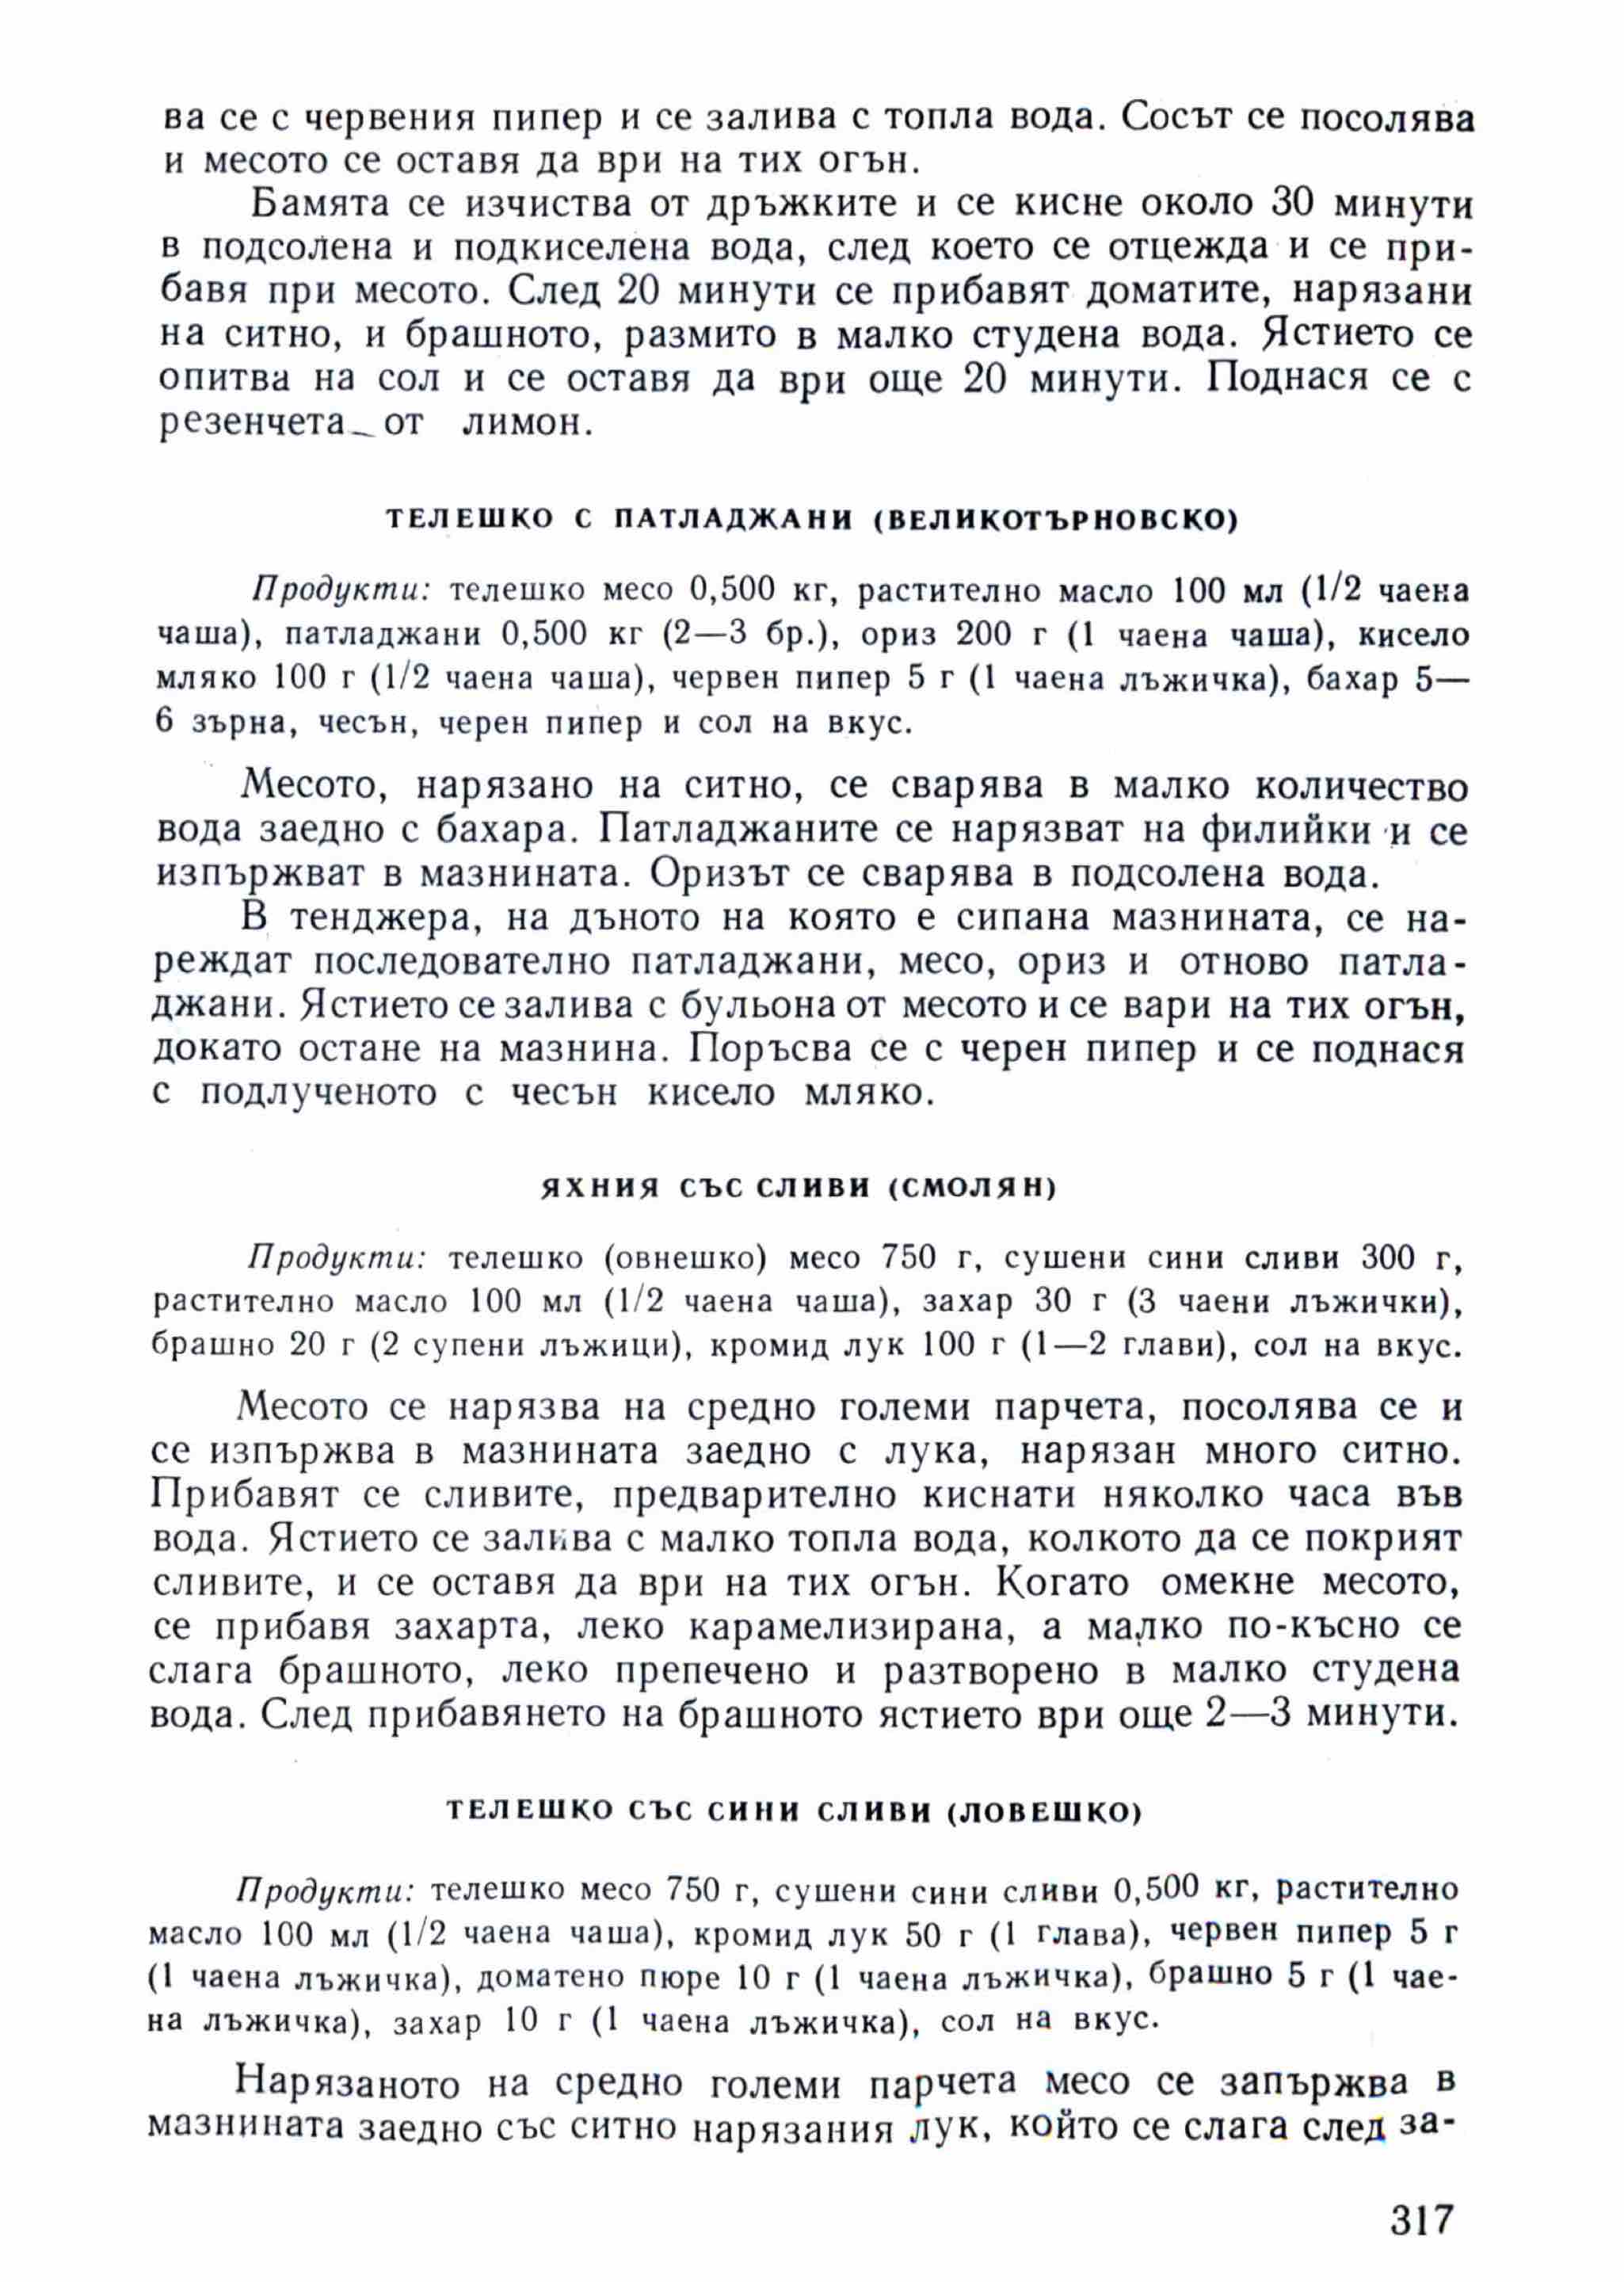 ва се с червения пипер и се залива с топла вода. Сосът се посолява
и месото се оставя да ври на тих огън.
Бамята се изчиства от дръжките и се кисне около 30 минути
в подсолена и подкиселена вода, след което се отцежда и се при-
бавя при месото. След 20 минути се прибавят доматите, нарязани
на ситно, и брашното, размито в малко студена вода. Ястието се
опитва на сол и се оставя да ври още 20 минути. Поднася се с
резенчета от лимон.
ТЕЛЕШКО С ПАТЛАДЖАНИ (ВЕЛИКОТЪРНОВСКО)
Продукти: телешко месо 0,500 кг, растително масло 100 мл (1/2 чаена
чаша), патладжани 0,500 кг (2—3 бр.), ориз 200 г (1 чаена чаша), кисело
мляко 100 г (1/2 чаена чаша), червен пипер 5 г (1 чаена лъжичка), бахар 5—
6 зърна, чесън, черен пипер и сол на вкус.
Месото, нарязано на ситно, се сварява в малко количество
вода заедно с бахара. Патладжаните се нарязват на филийки и се
изпържват в мазнината. Оризът се сварява в подсолена вода.
В тенджера, на дъното на която е сипана мазнината, се на-
реждат последователно патладжани, месо, ориз и отново патла-
джани. Ястието се залива с бульона от месото и се вари на тих огън,
докато остане на мазнина. Поръсва се с черен пипер и се поднася
с подлученото с чесън кисело мляко.
ЯХНИЯ СЪС СЛИВИ (СМОЛЯН)
Продукти: телешко (овнешко) месо 750 г, сушени сини сливи 300 г,
растително масло 100 мл (1/2 чаена чаша), захар 30 г (3 чаени лъжички),
брашно 20 г (2 супени лъжици), кромид лук 100 г (1—2 глави), сол на вкус.
Месото се нарязва на средно големи парчета, посолява се и
се изпържва в мазнината заедно с лука, нарязан много ситно.
Прибавят се сливите, предварително киснати няколко часа във
вода. Ястието се залива с малко топла вода, колкото да се покрият
сливите, и се оставя да ври на тих огън. Когато омекне месото,
се прибавя захарта, леко карамелизирана, а малко по-късно се
слага брашното, леко препечено и разтворено в малко студена
вода. След прибавянето на брашното ястието ври още 2—3 минути.
ТЕЛЕШКО СЪС СИНИ СЛИВИ (ЛОВЕШКО)
Продукти: телешко месо 750 г, сушени сини сливи 0,500 кг, растително
масло 100 мл (1/2 чаена чаша), кромид лук 50 г (1 глава), червен пипер 5 г
(1 чаена лъжичка), доматено пюре 10 г (1 чаена лъжичка), брашно 5 г (1 чае-
на лъжичка), захар 10 г (1 чаена лъжичка), сол на вкус.
Нарязаното на средно големи парчета месо се запържва в
мазнината заедно със ситно нарязания лук, който се слага след за-
317